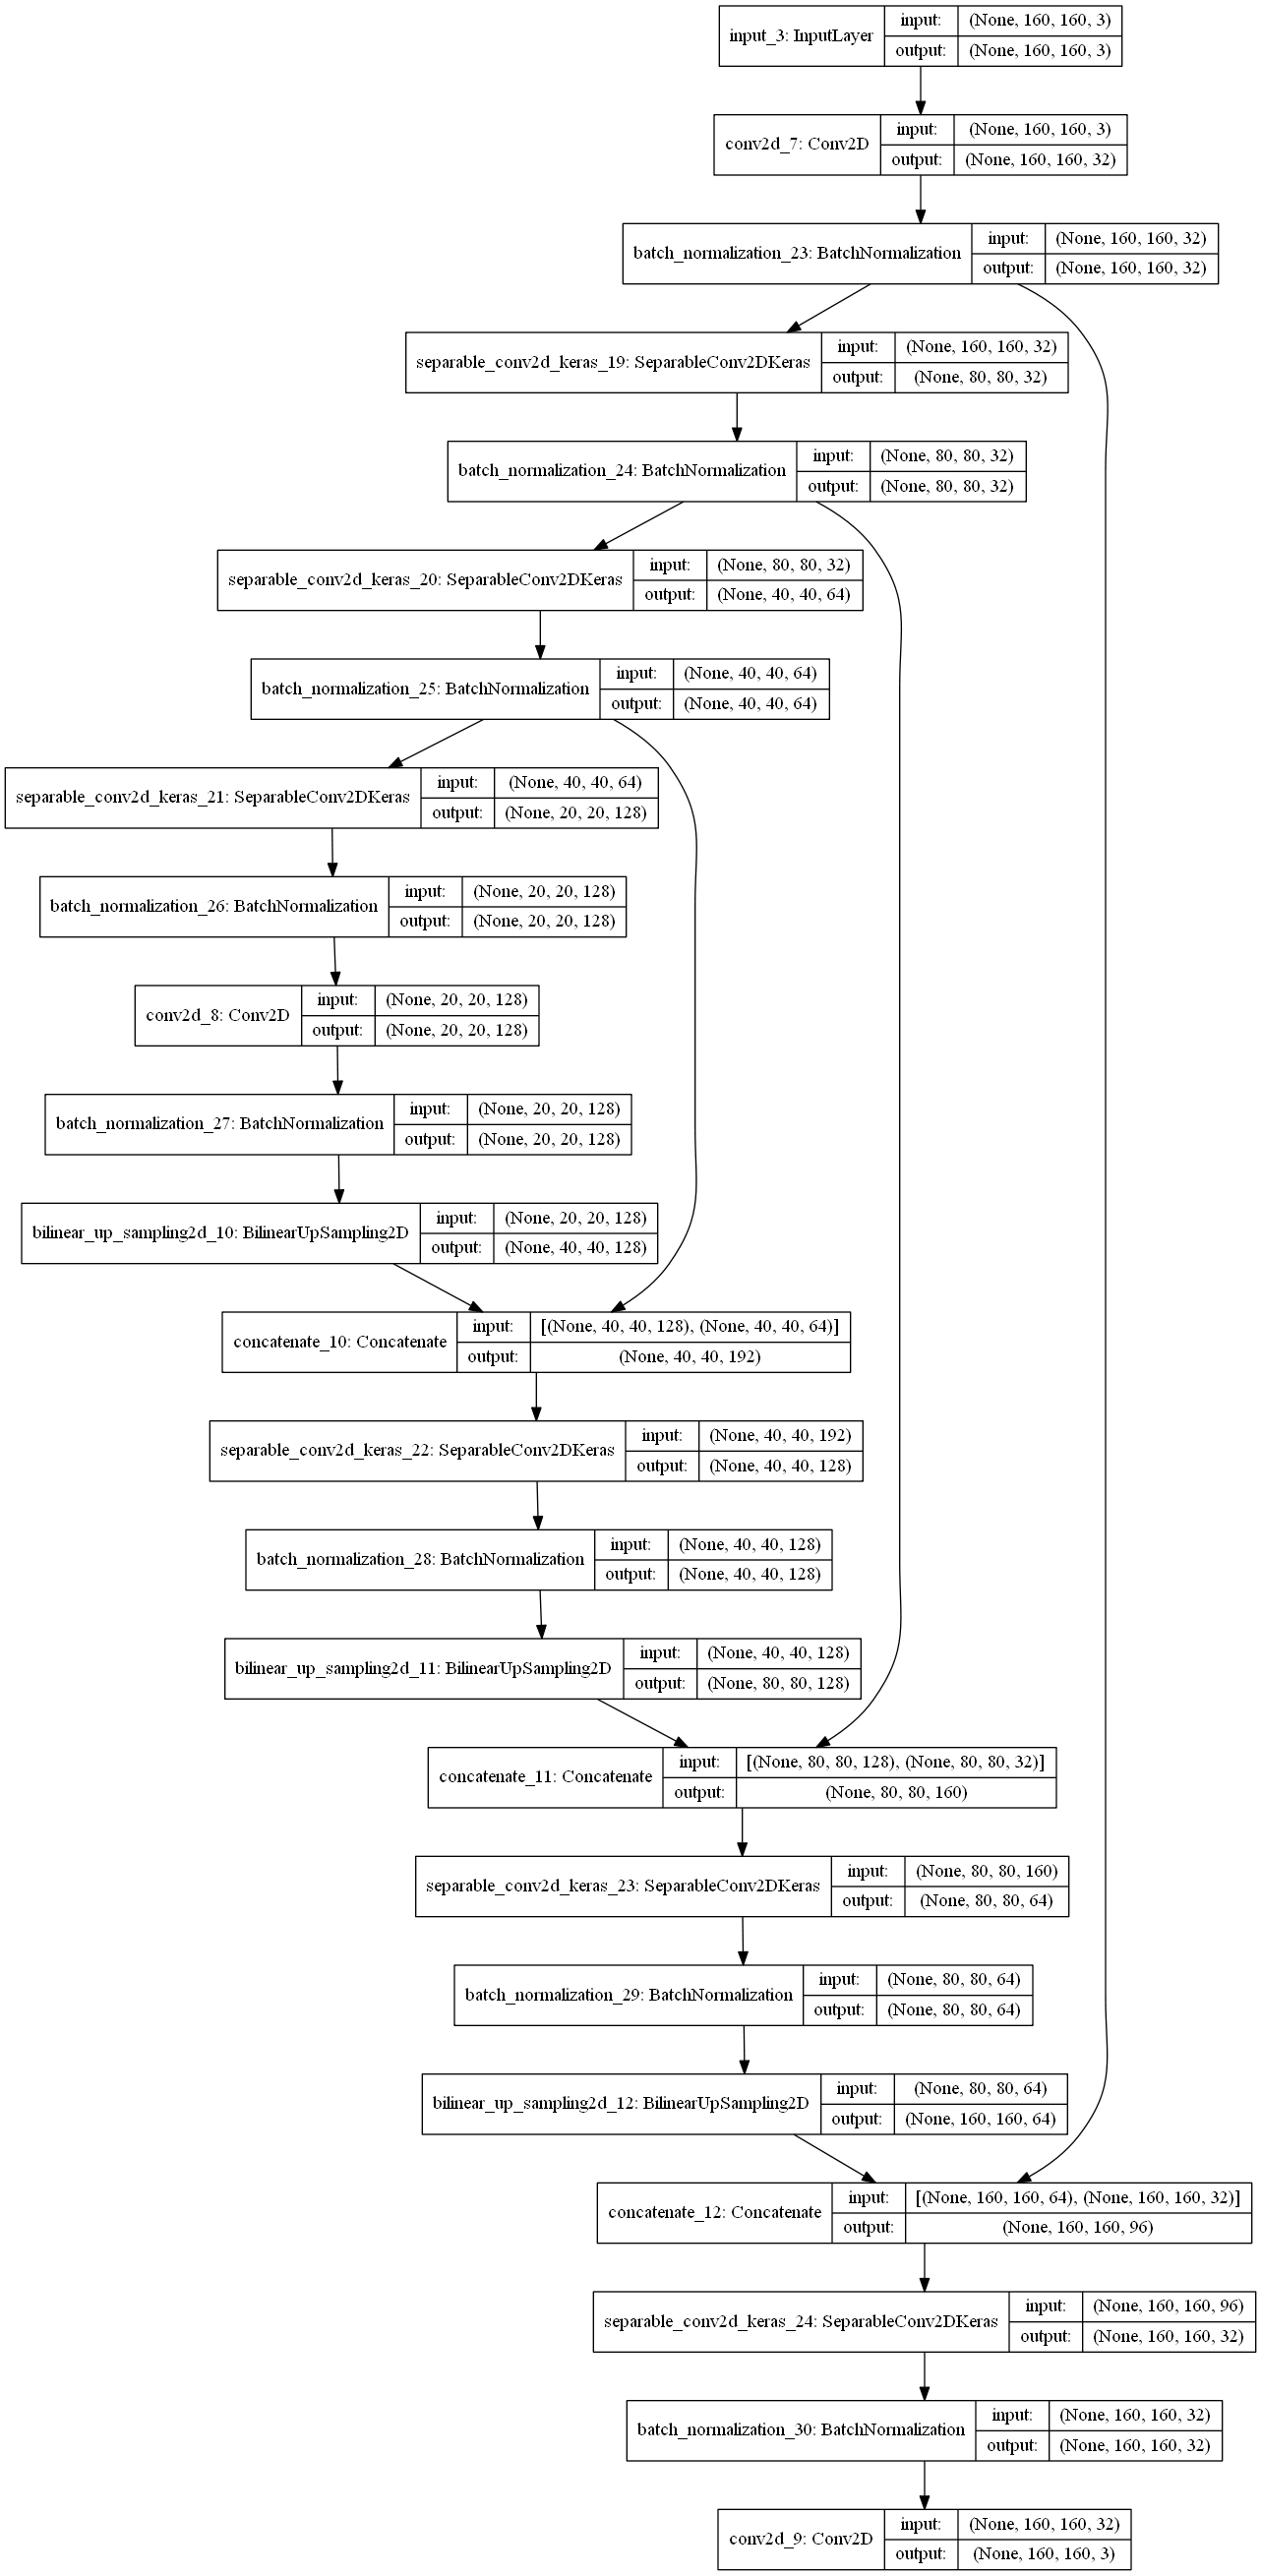 input_3: InputLayer
input: (None, 160, 160, 3)
output: (None, 160, 160, 3)
conv2d_7: Conv2D
input: (None, 160, 160, 3)
output: (None, 160, 160, 32)
batch_normalization_23: BatchNormalization
input: (None, 160, 160, 32)
output: (None, 160, 160, 32)
separable_conv2d_keras_19: SeparableConv2DKeras
input: (None, 160, 160, 32)
output: (None, 80, 80, 32)
batch_normalization_24: BatchNormalization
input: (None, 80, 80, 32)
output: (None, 80, 80, 32)
separable_conv2d_keras_20: SeparableConv2DKeras
input: (None, 80, 80, 32)
output: (None, 40, 40, 64)
batch_normalization_25: BatchNormalization
input: (None, 40, 40, 64)
output: (None, 40, 40, 64)
separable_conv2d_keras_21: SeparableConv2DKeras
input: (None, 40, 40, 64)
output: (None, 20, 20, 128)
batch_normalization_26: BatchNormalization
input: (None, 20, 20, 128)
output: (None, 20, 20, 128)
conv2d_8: Conv2D
input: (None, 20, 20, 128)
output: (None, 20, 20, 128)
batch_normalization_27: BatchNormalization
input: (None, 20, 20, 128)
output: (None, 20, 20, 128)
bilinear_up_sampling2d_10: BilinearUpSampling2D
input: (None, 20, 20, 128)
output: (None, 40, 40, 128)
concatenate_10: Concatenate
input: [(None, 40, 40, 128), (None, 40, 40, 64)]
output: (None, 40, 40, 192)
separable_conv2d_keras_22: SeparableConv2DKeras
input: (None, 40, 40, 192)
output: (None, 40, 40, 128)
batch_normalization_28: BatchNormalization
input: (None, 40, 40, 128)
output: (None, 40, 40, 128)
bilinear_up_sampling2d_11: BilinearUpSampling2D
input: (None, 40, 40, 128)
output: (None, 80, 80, 128)
concatenate_11: Concatenate
input: [(None, 80, 80, 128), (None, 80, 80, 32)]
output: (None, 80, 80, 160)
separable_conv2d_keras_23: SeparableConv2DKeras
input: (None, 80, 80, 160)
output: (None, 80, 80, 64)
batch_normalization_29: BatchNormalization
input: (None, 80, 80, 64)
output: (None, 80, 80, 64)
bilinear_up_sampling2d_12: BilinearUpSampling2D
input: (None, 80, 80, 64)
output: (None, 160, 160, 64)
concatenate_12: Concatenate
input: [(None, 160, 160, 64), (None, 160, 160, 32)]
output: (None, 160, 160, 96)
separable_conv2d_keras_24: SeparableConv2DKeras
input: (None, 160, 160, 96)
output: (None, 160, 160, 32)
batch_normalization_30: BatchNormalization
input: (None, 160, 160, 32)
output: (None, 160, 160, 32)
conv2d_9: Conv2D
input: (None, 160, 160, 32)
output: (None, 160, 160, 3)